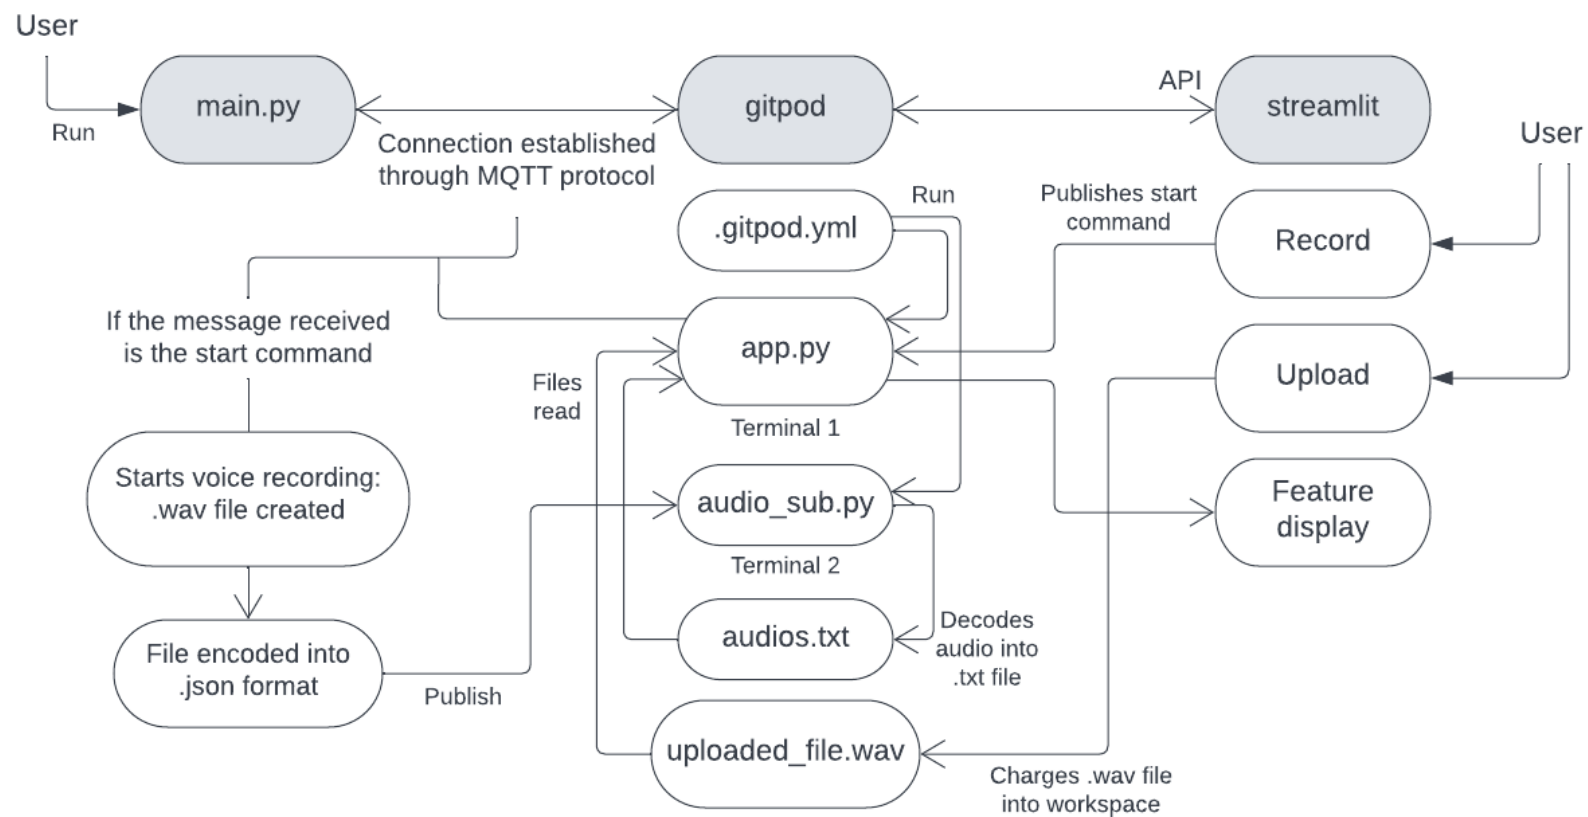 User
main.py
gitpod
API
streamlit
Run
User
Connection established
through MQTT protocol
.gitpod.yml
Run
Publishes start
command
Record
If the message received
is the start command
app.py
Upload
Files
read
Terminal 1
Starts voice recording:
.wav file created
audio_sub.py
Feature
display
Terminal 2
audios.txt
Decodes
audio into
.txt file
File encoded into
.json format
Publish
uploaded_file.wav
Charges .wav file
into workspace